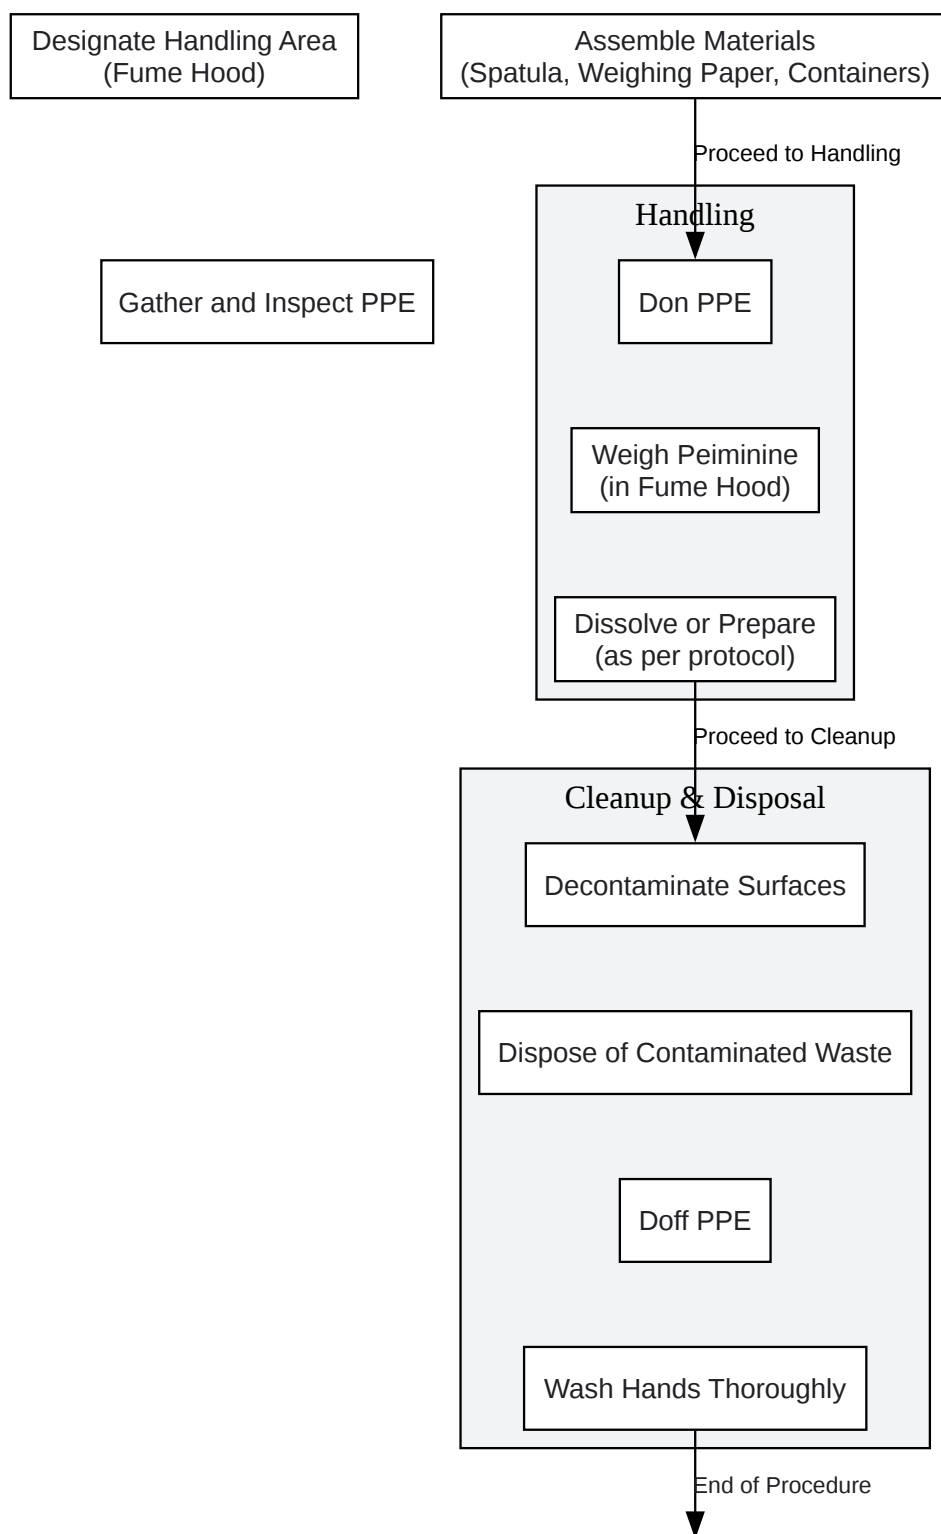 Designate Handling Area
(Fume Hood)
Assemble Materials
(Spatula, Weighing Paper, Containers)
Proceed to Handling
Handling
Gather and Inspect PPE
Don PPE
Weigh Peiminine
(in Fume Hood)
Dissolve or Prepare
(as per protocol)
Proceed to Cleanup
Cleanup & Disposal
Decontaminate Surfaces
Dispose of Contaminated Waste
Doff PPE
Wash Hands Thoroughly
End of Procedure